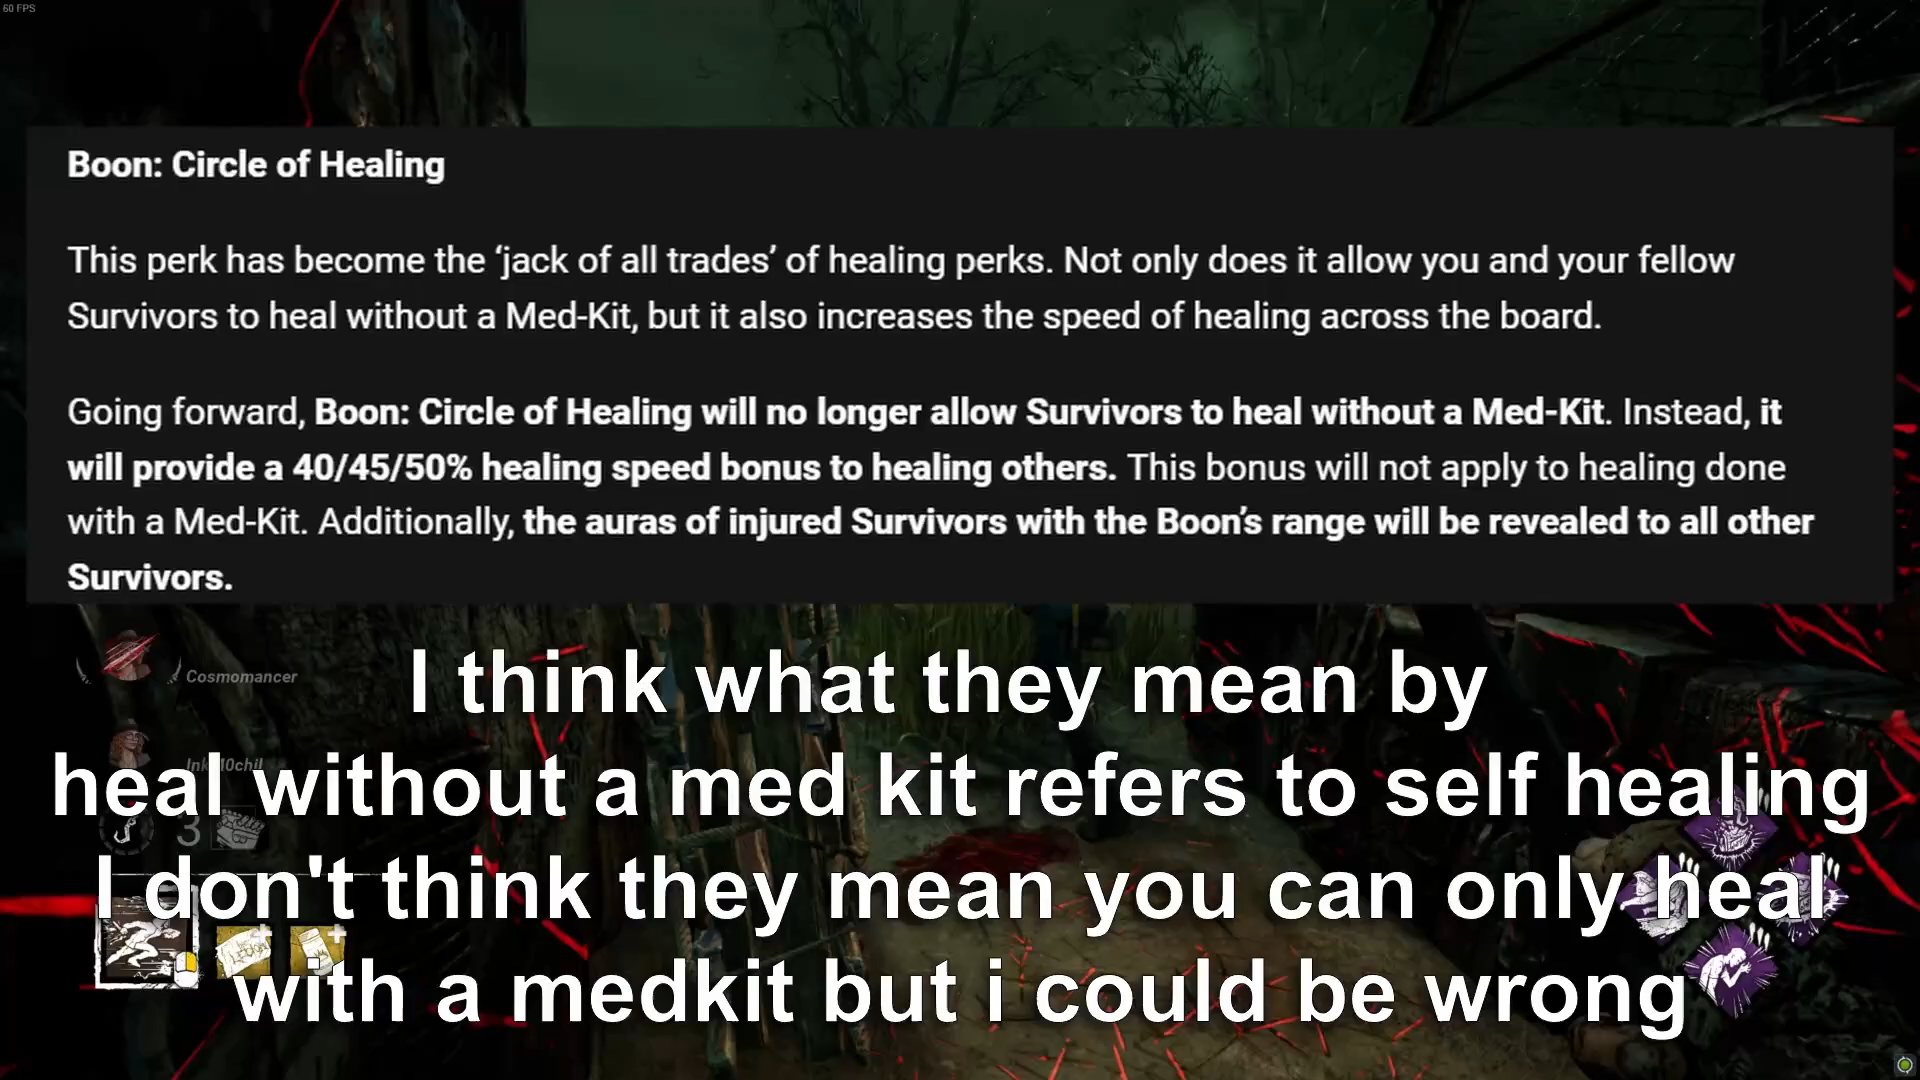 60 FPS
Boon: Circle of Healing
This perk has become the ‘jack of all trades’ of healing perks. Not only does it allow you and your fellow
Survivors to heal without a Med-Kit, but it also increases the speed of healing across the board.
Going forward, Boon: Circle of Healing will no longer allow Survivors to heal without a Med-Kit. Instead, it
will provide a 40/45/50% healing speed bonus to healing others. This bonus will not apply to healing done
with a Med-Kit. Additionally, the auras of injured Survivors with the Boon’s range will be revealed to all other
Survivors.
Cosmomancer
I think what they mean by
heal without a med kit refers to self healing
3
I don't think they mean you can only heal
with a medkit but i could be wrong